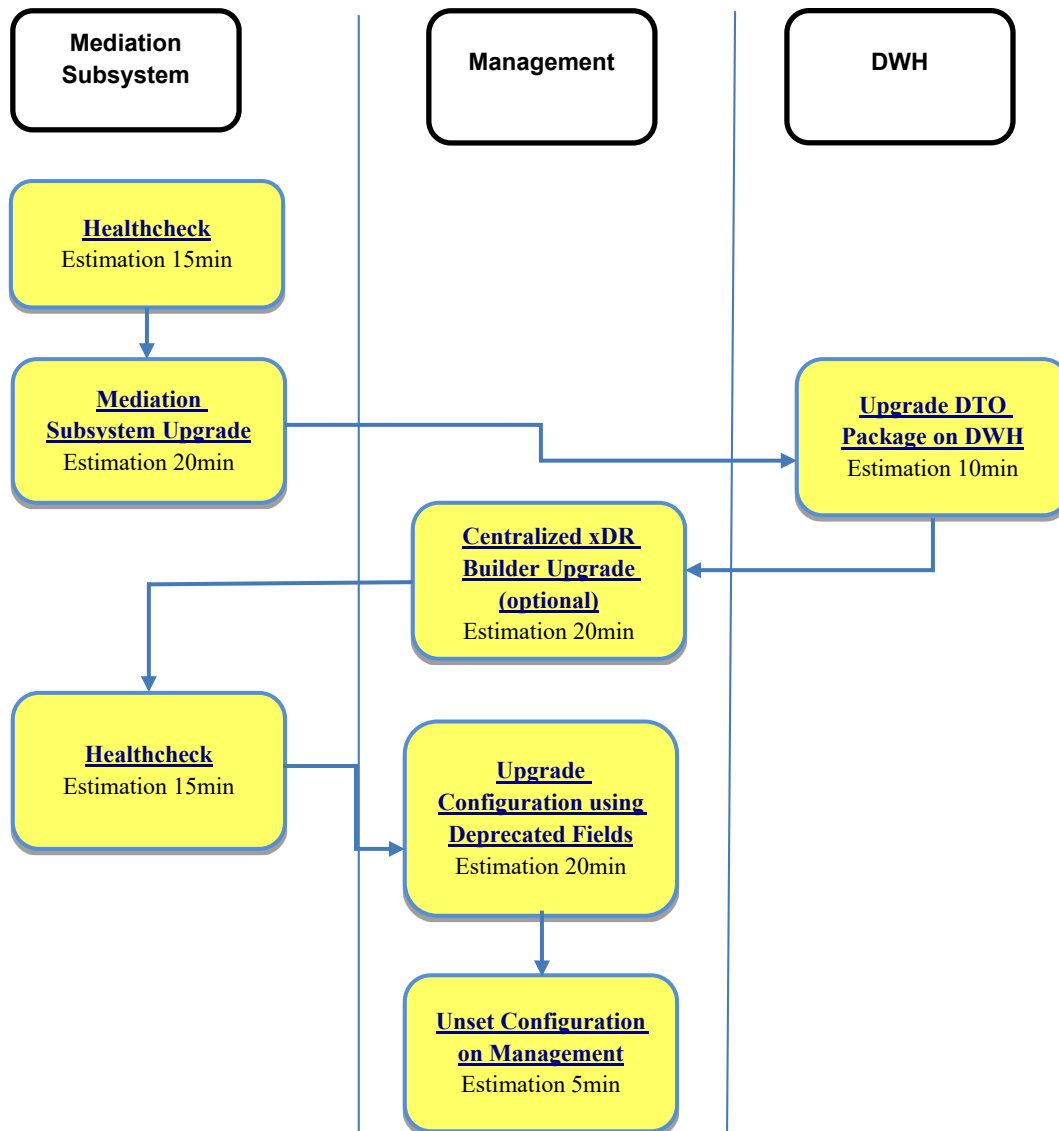 Mediation
Subsystem
Management
DWH
Healthcheck
Estimation 15min
Mediation
Subsystem Upgrade
Estimation 20min
Upgrade DTO
Package on DWH
Estimation 10min
Centralized xDR
Builder Upgrade
(optional)
Estimation 20min
Healthcheck
Estimation 15min
Upgrade
Configuration using
Deprecated Fields
Estimation 20min
Unset Configuration
on Management
Estimation 5min